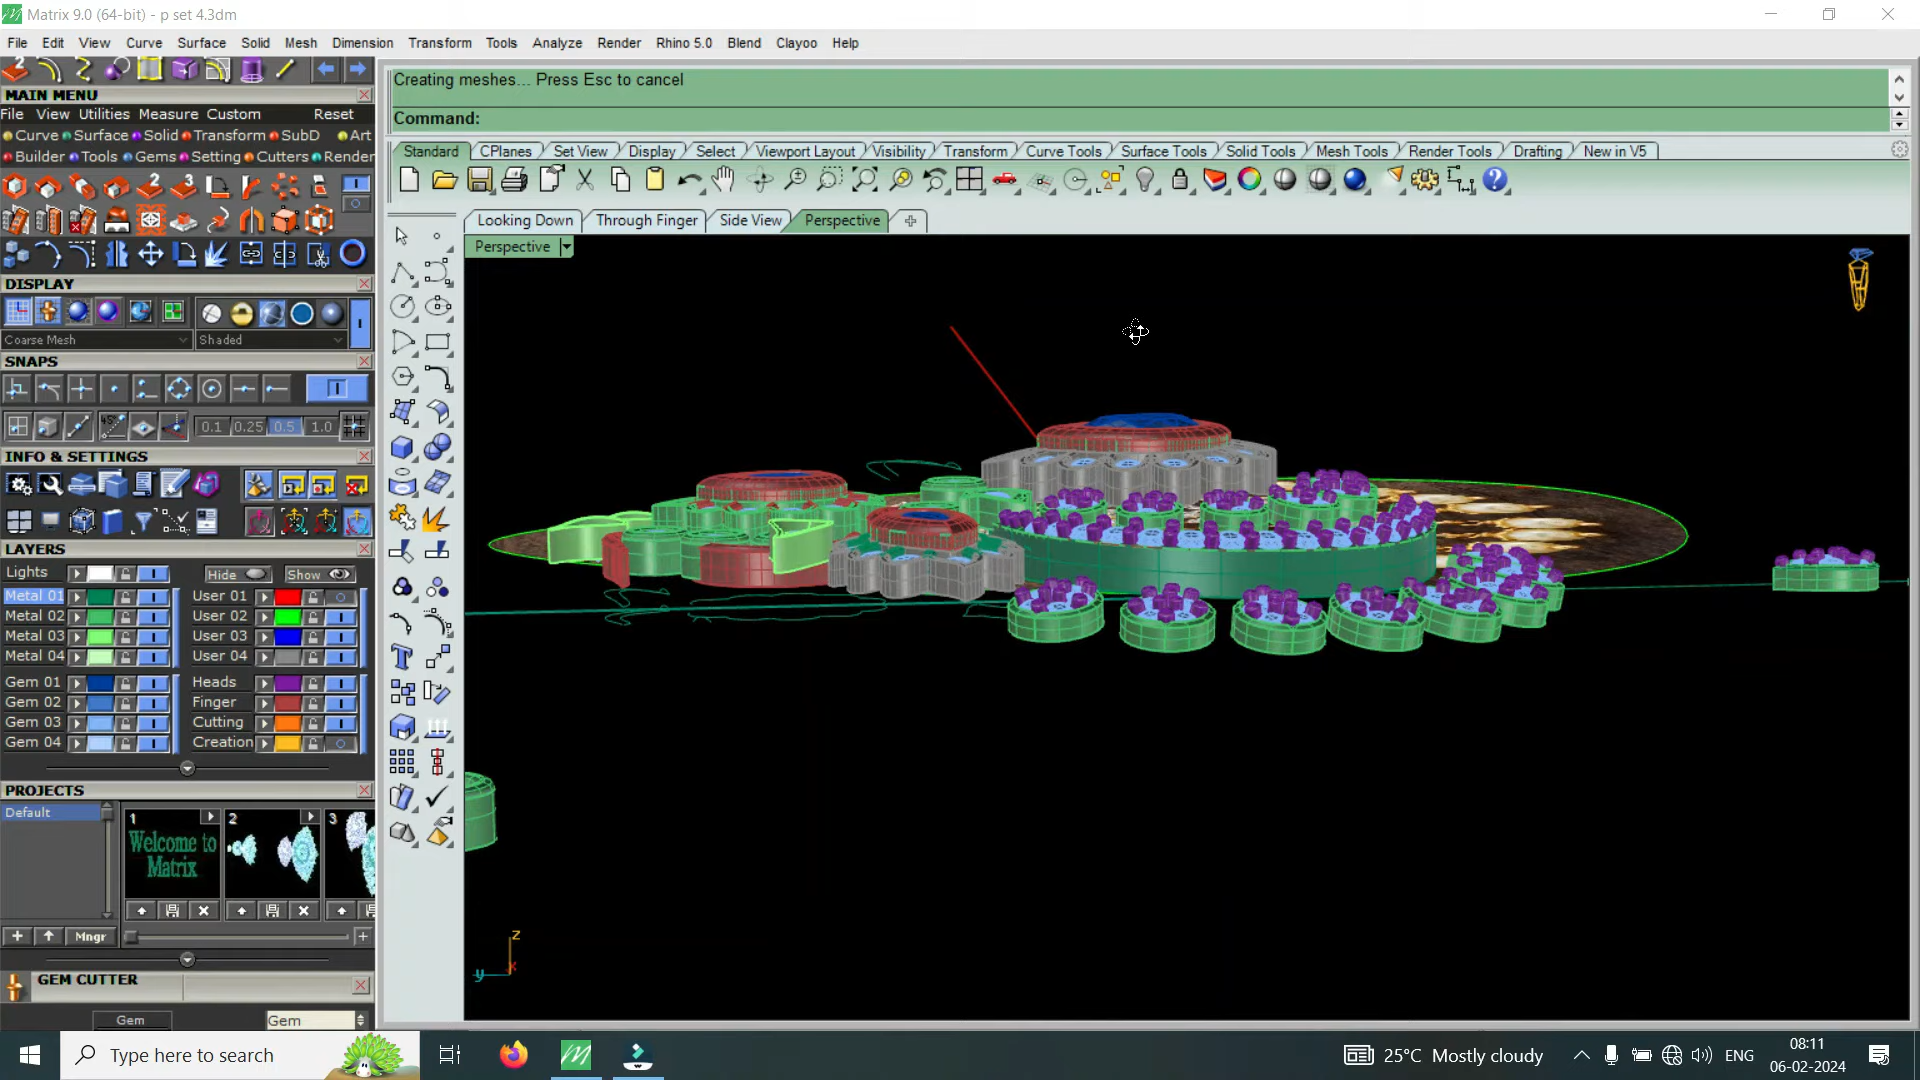 Matrix 9.0 (64-bit) - p set 4.3dm
File Edit View Curve Surface Solid Mesh Dimension Transform Tools Analyze Render Rhino 5.0 Blend Clayoo Help
Creating meshes... Press Esc to cancel
Command:
Standard CPlanes Set View Display Select Viewport Layout Visibility Transform Curve Tools Surface Tools Solid Tools Mesh Tools Render Tools Drafting New in V5
Looking Down Through Finger Side View Perspective
Perspective
MAIN MENU
File View Utilities Measure Custom Reset
Curve Surface Solid Transform SubD Art
Builder Tools Gems Setting Cutters Render
DISPLAY
Coarse Mesh Shaded
SNAPS
45°
0.1 0.25 0.5 1.0
INFO & SETTINGS
LAYERS
Lights Hide Show
Metal 01 User 01
Metal 02 User 02
Metal 03 User 03
Metal 04 User 04
Gem 01 Heads
Gem 02 Finger
Gem 03 Cutting
Gem 04 Creation
PROJECTS
Default
1 2 3
Welcome to
Matrix
Mngr
GEM CUTTER
Gem Gem
z
y x
Type here to search
25°C Mostly cloudy
ENG
08:11
06-02-2024